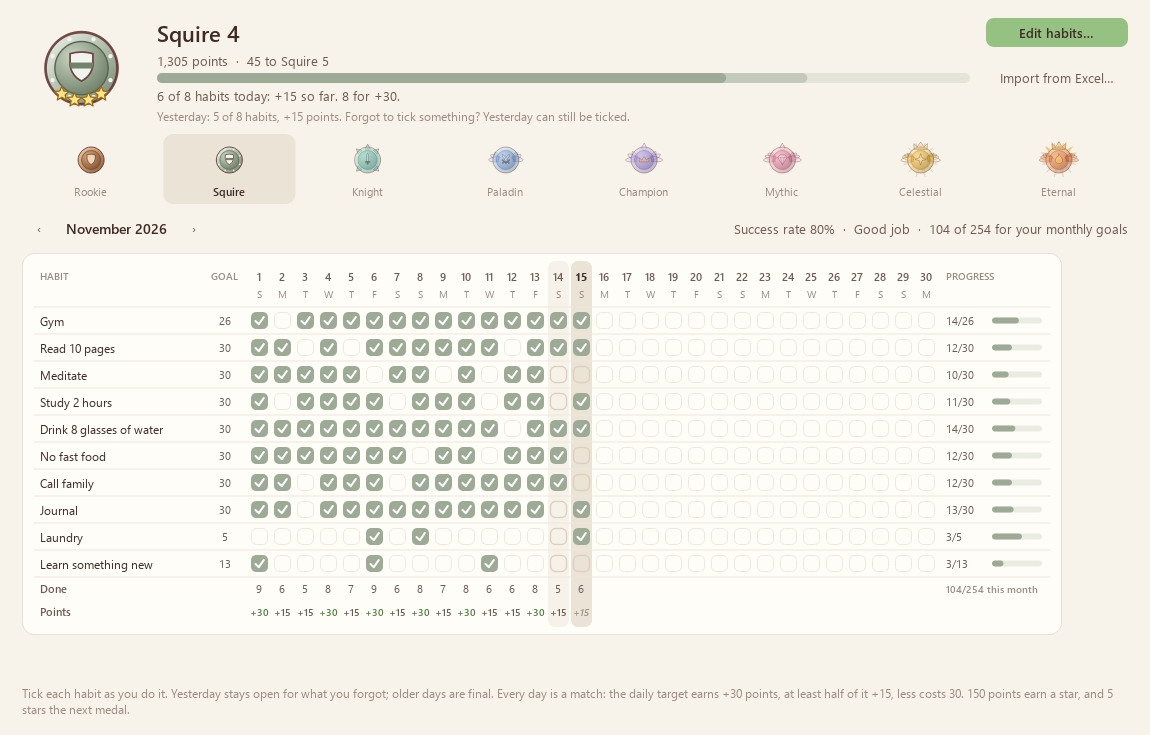 Squire 4
Edit habits...
1,305 points · 45 to Squire 5
Import from Excel...
6 of 8 habits today: +15 so far. 8 for +30.
Yesterday: 5 of 8 habits, +15 points. Forgot to tick something? Yesterday can still be ticked.
Rookie Squire Knight Paladin Champion Mythic Celestial Eternal
‹ November 2026 › Success rate 80% · Good job · 104 of 254 for your monthly goals
HABIT GOAL 1 2 3 4 5 6 7 8 9 10 11 12 13 14 15 16 17 18 19 20 21 22 23 24 25 26 27 28 29 30 PROGRESS
S M T W T F S S M T W T F S S M T W T F S S M T W T F S S M
Gym 26 14/26
Read 10 pages 30 12/30
Meditate 30 10/30
Study 2 hours 30 11/30
Drink 8 glasses of water 30 14/30
No fast food 30 12/30
Call family 30 12/30
Journal 30 13/30
Laundry 5 3/5
Learn something new 13 3/13
Done 9 6 5 8 7 9 6 8 7 8 6 6 8 5 6 104/254 this month
Points +30 +15 +15 +30 +15 +30 +15 +30 +15 +30 +15 +15 +30 +15 +15
Tick each habit as you do it. Yesterday stays open for what you forgot; older days are final. Every day is a match: the daily target earns +30 points, at least half of it +15, less costs 30. 150 points earn a star, and 5
stars the next medal.